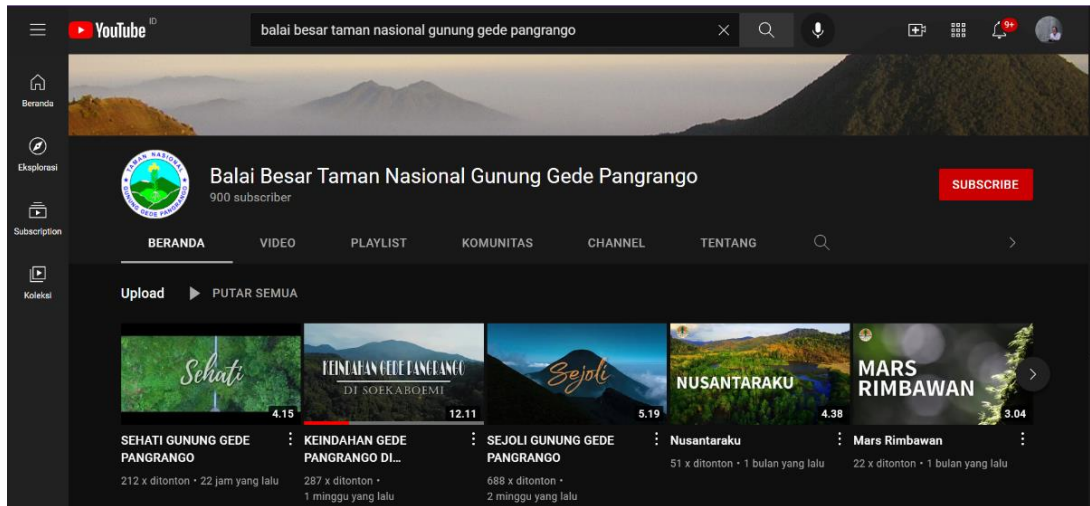 YouTube ID
balai besar taman nasional gunung gede pangrango
9+
Beranda
Eksplorasi
Subscription
Koleksi
TAMAN NASIONAL
GUNUNG GEDE PANGRANGO
Balai Besar Taman Nasional Gunung Gede Pangrango
900 subscriber
SUBSCRIBE
BERANDA VIDEO PLAYLIST KOMUNITAS CHANNEL TENTANG
Upload PUTAR SEMUA
Sehati
4.15
KEINDAHAN GEDE PANGRANGO
DI SOEKABOEMI
12.11
Sejoli
5.19
NUSANTARAKU
4.38
MARS
RIMBAWAN
3.04
SEHATI GUNUNG GEDE
PANGRANGO
212 x ditonton • 22 jam yang lalu
KEINDAHAN GEDE
PANGRANGO DI...
287 x ditonton •
1 minggu yang lalu
SEJOLI GUNUNG GEDE
PANGRANGO
688 x ditonton •
2 minggu yang lalu
Nusantaraku
51 x ditonton • 1 bulan yang lalu
Mars Rimbawan
22 x ditonton • 1 bulan yang lalu